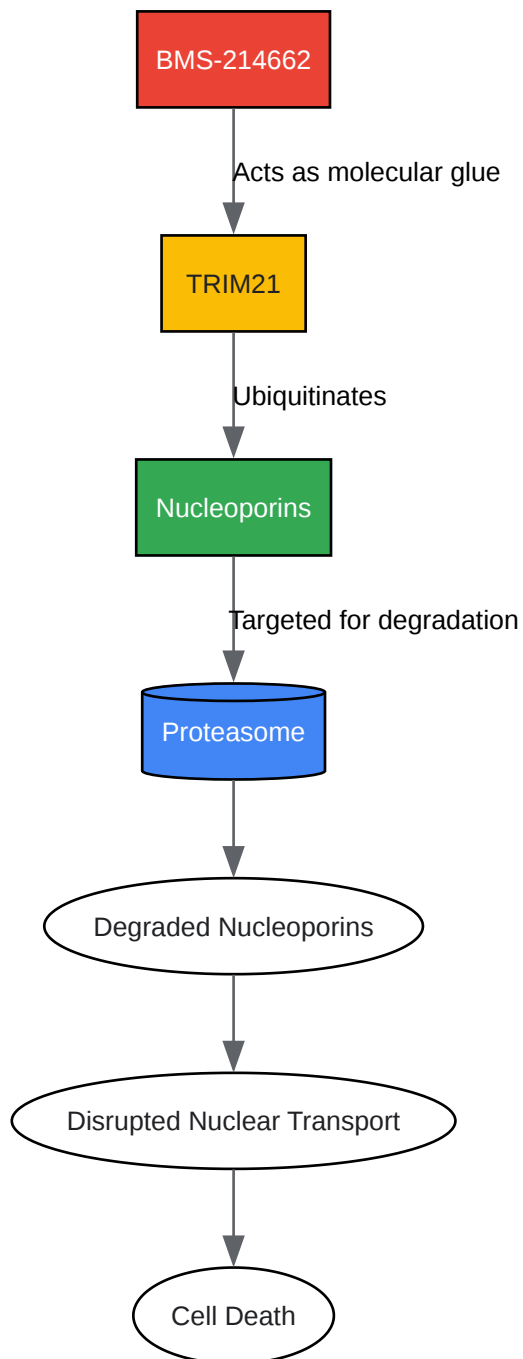 BMS-214662
Acts as molecular glue
TRIM21
Ubiquitinates
Nucleoporins
Targeted for degradation
Proteasome
Degraded Nucleoporins
Disrupted Nuclear Transport
Cell Death